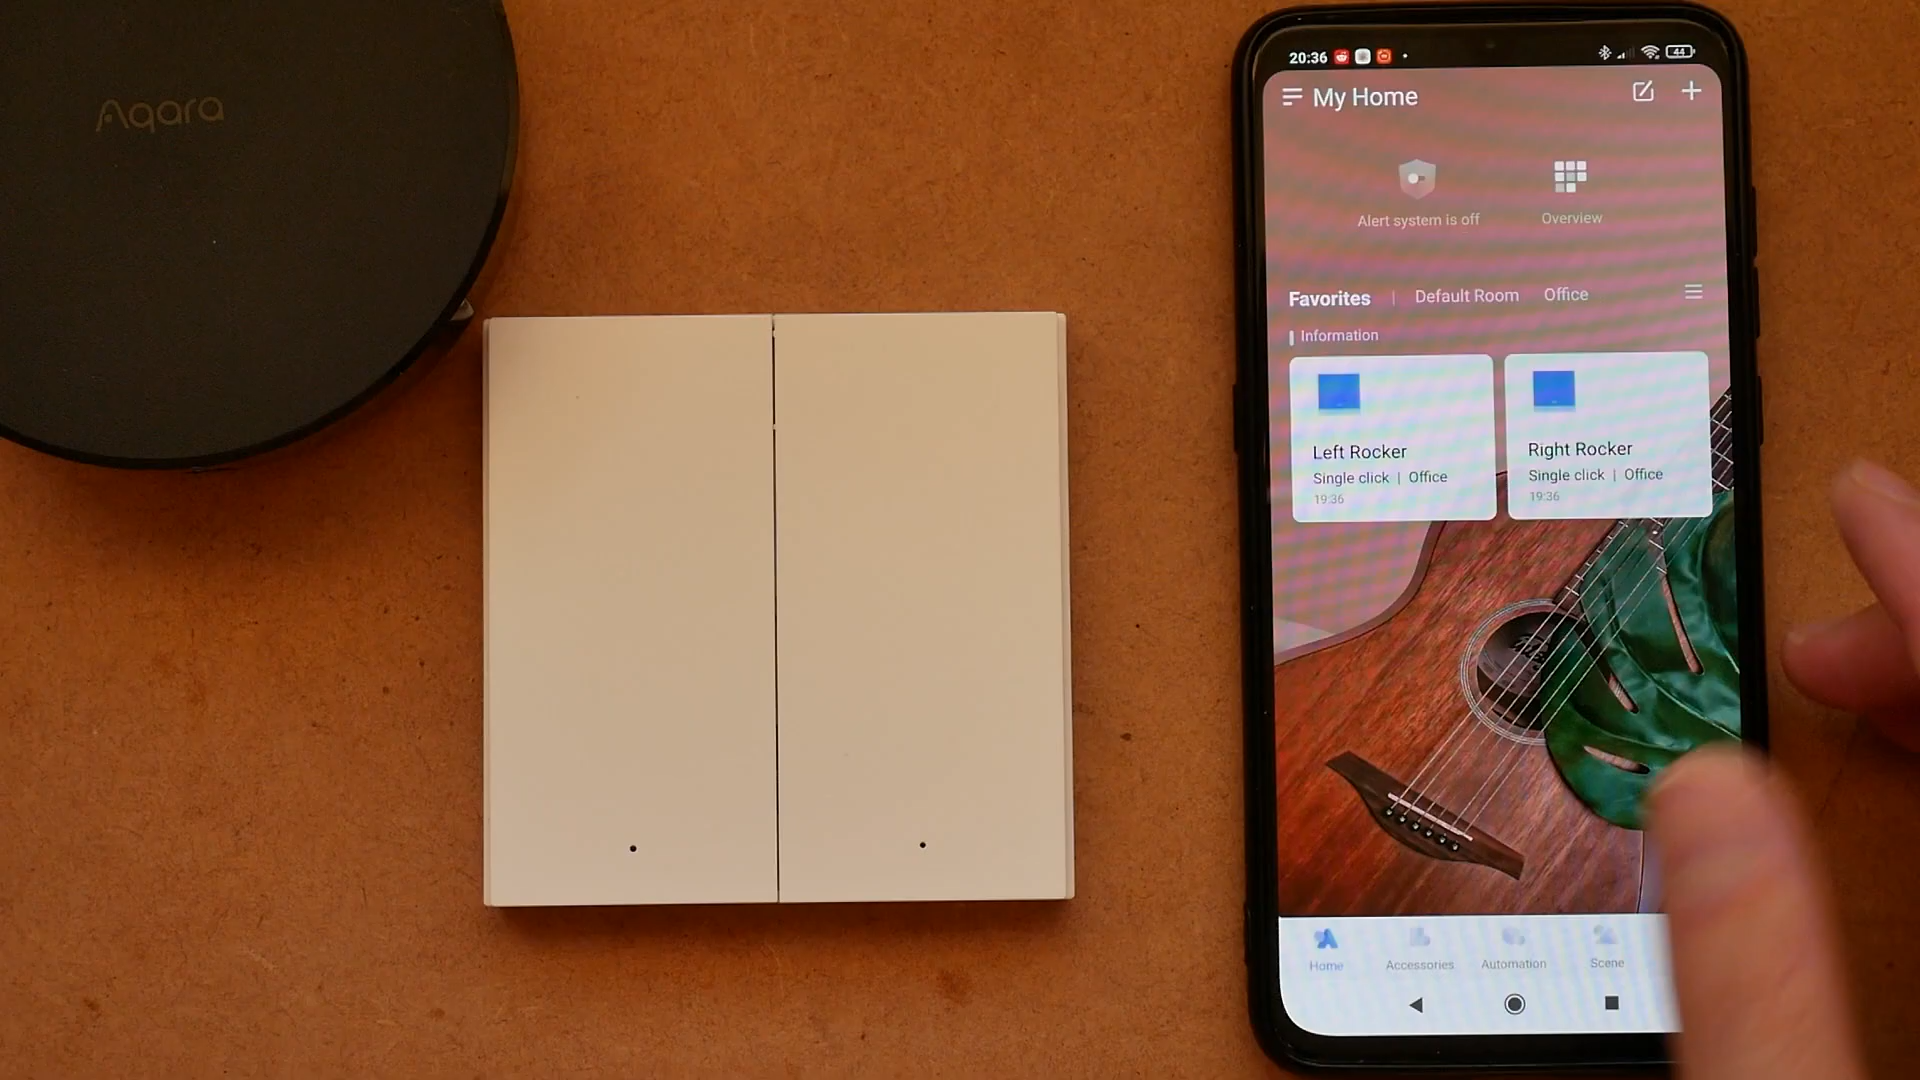 Aqara
20:36
44
My Home
Alert system is off
Overview
Favorites | Default Room Office
Information
Left Rocker
Single click | Office
19:36
Right Rocker
Single click | Office
19:36
Home
Accessories
Automation
Scene